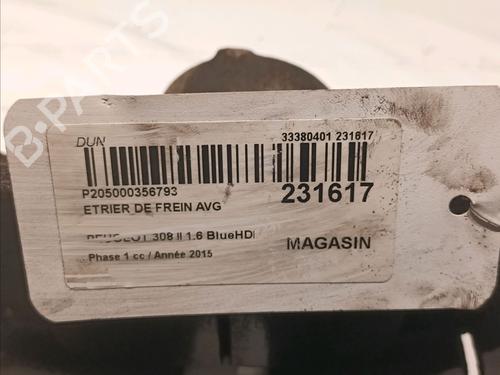 B-PARTS
DUN
33380401 231617
P205000356793
231617
ETRIER DE FREIN AVG
PEUGEOT 308 II 1.6 BlueHDI
MAGASIN
Phase 1 cc / Année 2015